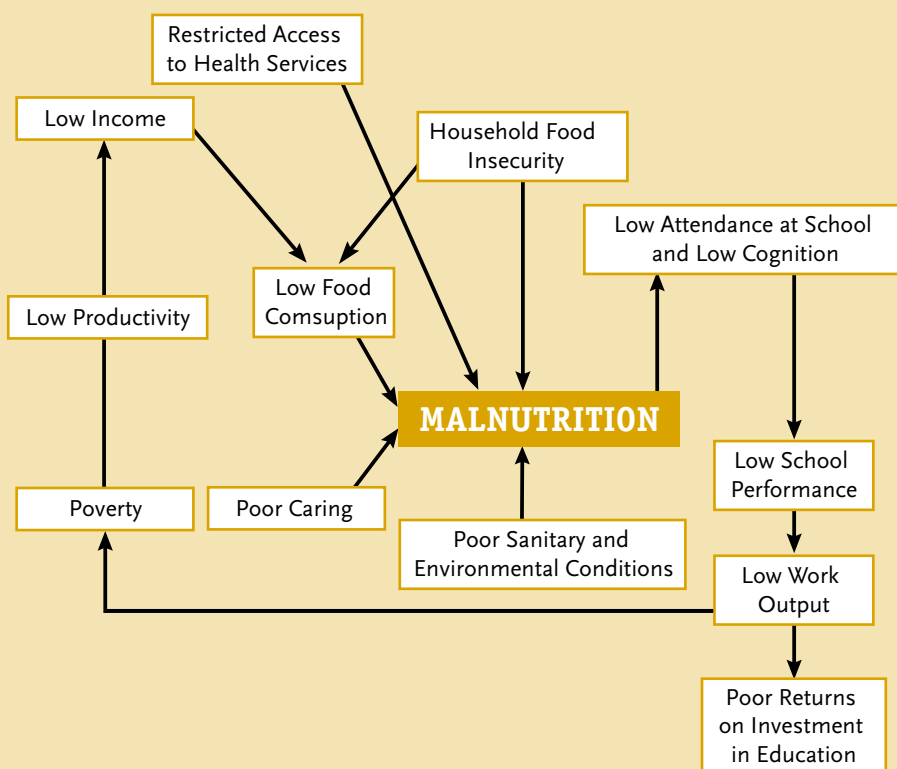 Restricted Access
to Health Services
Low Income
Household Food
Insecurity
Low Attendance at School
and Low Cognition
Low Food
Comsuption
Low Productivity
MALNUTRITION
Low School
Performance
Poverty
Poor Caring
Poor Sanitary and
Environmental Conditions
Low Work
Output
Poor Returns
on Investment
in Education